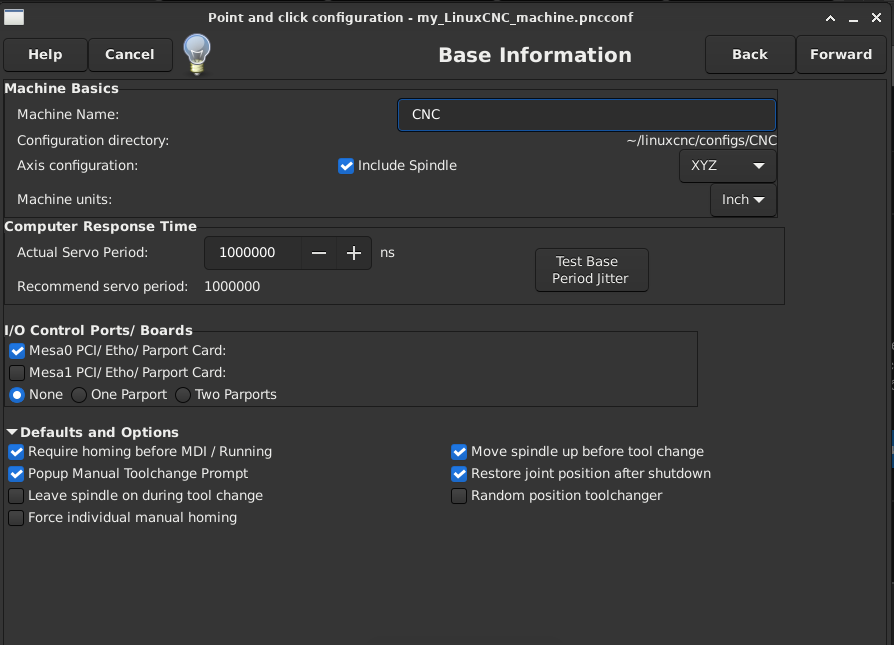 Point and click configuration - my_LinuxCNC_machine.pncconf
Help Cancel Base Information Back Forward
Machine Basics
Machine Name: CNC
Configuration directory: ~/linuxcnc/configs/CNC
Axis configuration: Include Spindle XYZ
Machine units: Inch
Computer Response Time
Actual Servo Period: 1000000 ns
Test Base
Period Jitter
Recommend servo period: 1000000
I/O Control Ports/ Boards
Mesa0 PCI/ Etho/ Parport Card:
Mesa1 PCI/ Etho/ Parport Card:
None One Parport Two Parports
Defaults and Options
Require homing before MDI / Running Move spindle up before tool change
Popup Manual Toolchange Prompt Restore joint position after shutdown
Leave spindle on during tool change Random position toolchanger
Force individual manual homing